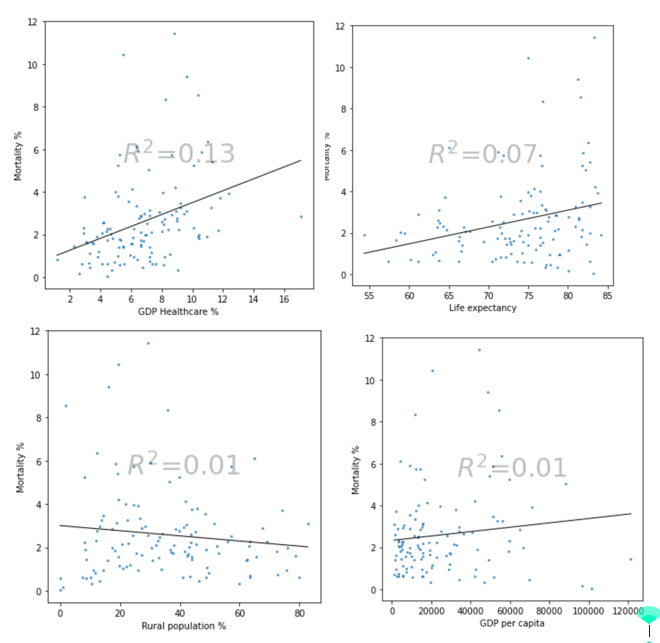 12
10
8
6
4
2
0
Mortality %
R²=0.13
2 4 6 8 10 12 14 16
GDP Healthcare %
12
10
8
6
4
2
0
Mortality %
R²=0.07
55 60 65 70 75 80 85
Life expectancy
12
10
8
6
4
2
0
Mortality %
R²=0.01
0 20 40 60 80
Rural population %
12
10
8
6
4
2
0
Mortality %
R²=0.01
0 20000 40000 60000 80000 100000 120000
GDP per capita